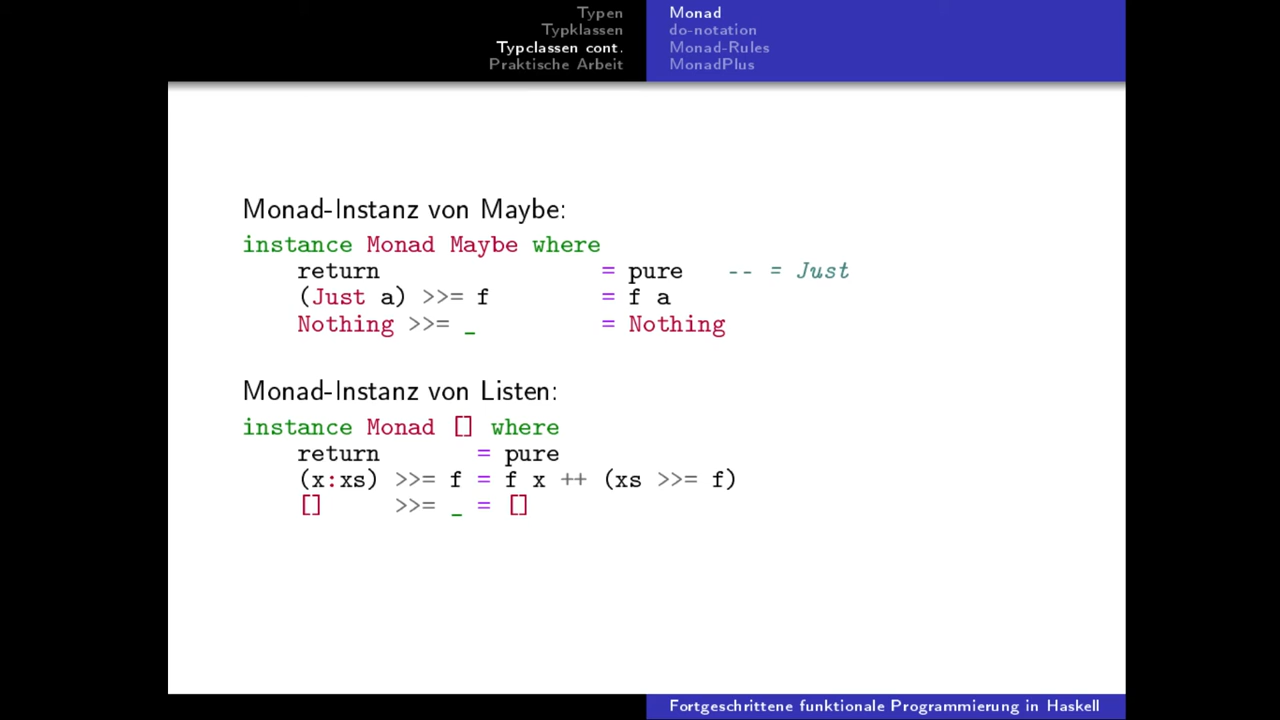 Typen
Typklassen
Typclassen cont.
Praktische Arbeit
Monad
do-notation
Monad-Rules
MonadPlus
Monad-Instanz von Maybe:
instance Monad Maybe where
return = pure -- = Just
(Just a) >>= f = f a
Nothing >>= _ = Nothing
Monad-Instanz von Listen:
instance Monad [] where
return = pure
(x:xs) >>= f = f x ++ (xs >>= f)
[] >>= _ = []
Fortgeschrittene funktionale Programmierung in Haskell